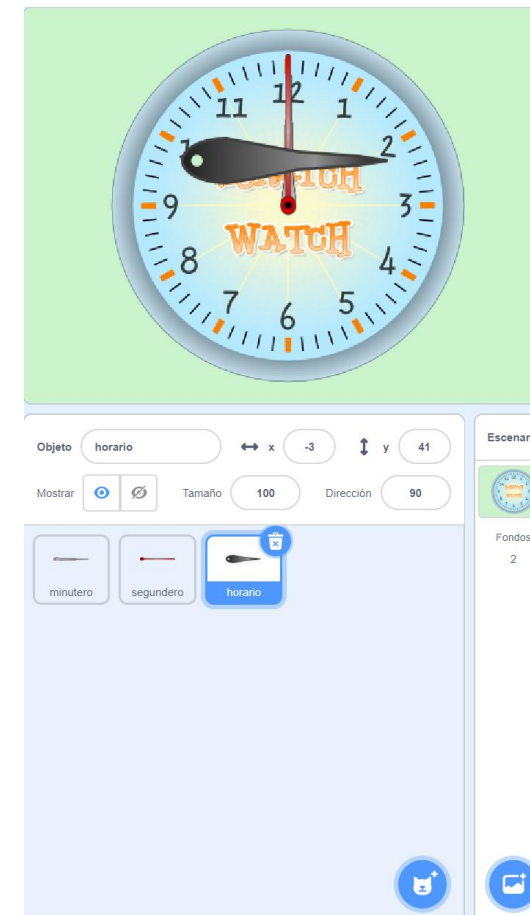 12
11
1
2
9
3
WATCH
8
4
7
5
6
Objeto horario x -3 y 41
Mostrar Tamaño 100 Dirección 90
minutero segundero horario
Escenar
Fondos
2